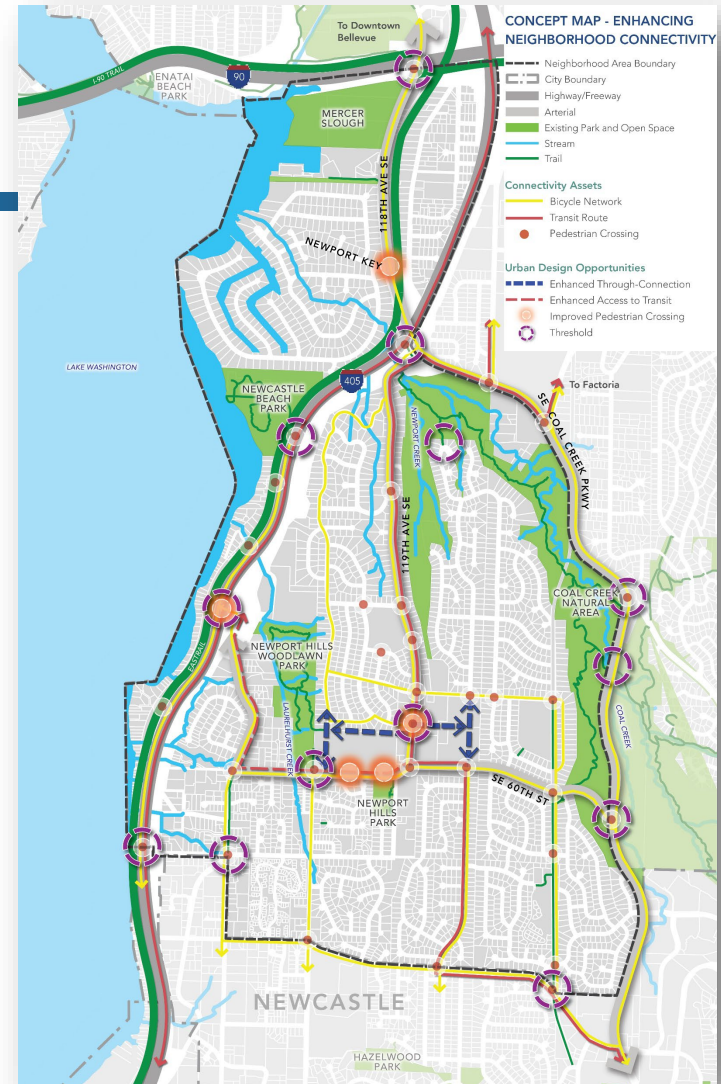 CONCEPT MAP - ENHANCING
NEIGHBORHOOD CONNECTIVITY
Neighborhood Area Boundary
City Boundary
Highway/Freeway
Arterial
Existing Park and Open Space
Stream
Trail
Connectivity Assets
Bicycle Network
Transit Route
Pedestrian Crossing
Urban Design Opportunities
Enhanced Through-Connection
Enhanced Access to Transit
Improved Pedestrian Crossing
Threshold
To Downtown
Bellevue
I-90 TRAIL
90
ENATAI
BEACH
PARK
MERCER
SLOUGH
118TH AVE SE
NEWPORT KEY
LAKE WASHINGTON
405
To Factoria
NEWCASTLE
BEACH
PARK
NEWPORT CREEK
SE COAL CREEK PKWY
119TH AVE SE
COAL CREEK
NATURAL
AREA
EASTRAIL
NEWPORT HILLS
WOODLAWN
PARK
LAURELHURST CREEK
COAL CREEK
SE 60TH ST
NEWPORT
HILLS
PARK
NEWCASTLE
HAZELWOOD
PARK